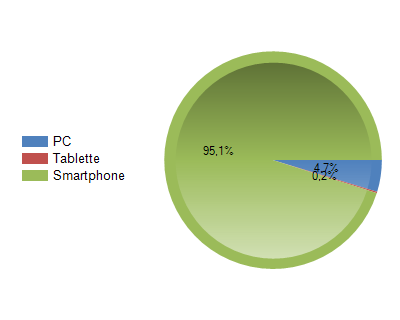 PC
Tablette
Smartphone
95,1%
4,7%
0,2%